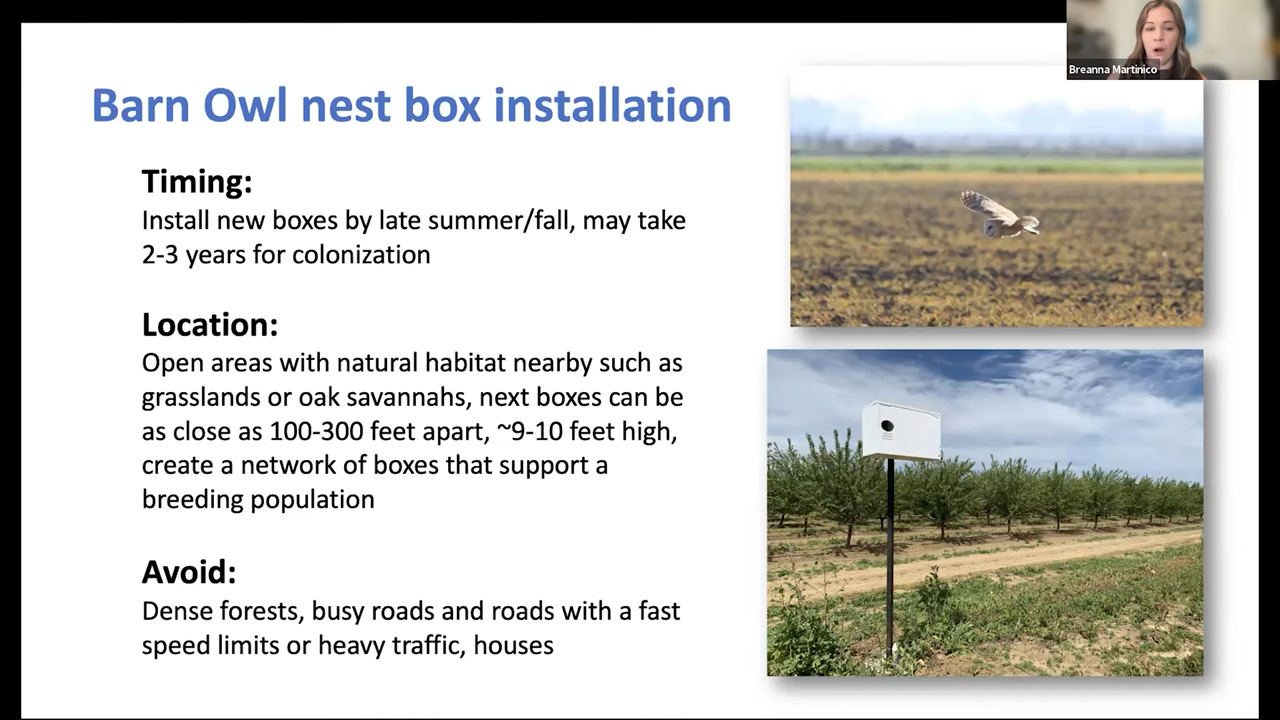 Breanna Martinico
Barn Owl nest box installation
Timing:
Install new boxes by late summer/fall, may take
2-3 years for colonization
Location:
Open areas with natural habitat nearby such as
grasslands or oak savannahs, next boxes can be
as close as 100-300 feet apart, ~9-10 feet high,
create a network of boxes that support a
breeding population
Avoid:
Dense forests, busy roads and roads with a fast
speed limits or heavy traffic, houses